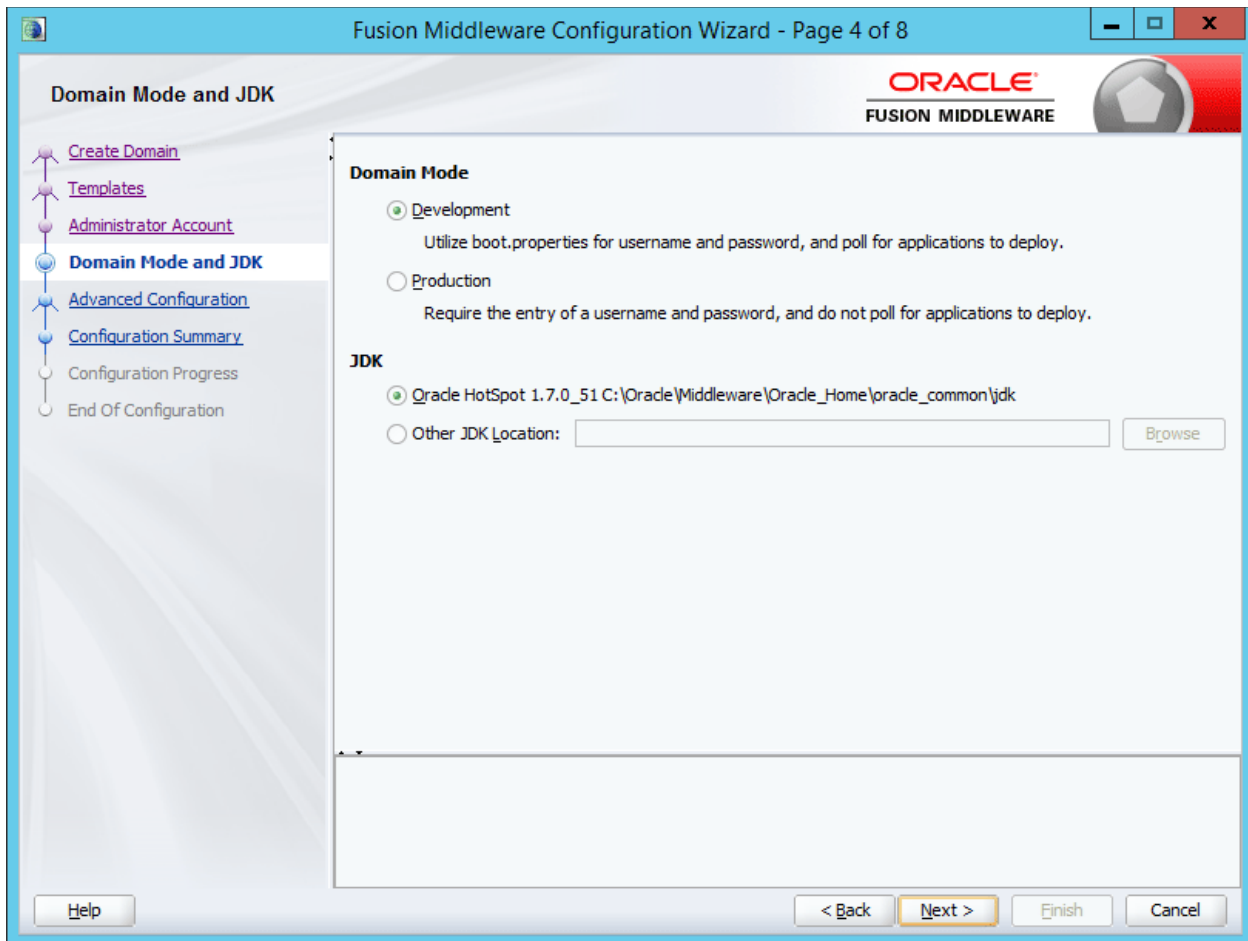 Fusion Middleware Configuration Wizard - Page 4 of 8
Domain Mode and JDK
ORACLE
FUSION MIDDLEWARE
Create Domain
Templates
Administrator Account
Domain Mode and JDK
Advanced Configuration
Configuration Summary
Configuration Progress
End Of Configuration
Domain Mode
Development
Utilize boot.properties for username and password, and poll for applications to deploy.
Production
Require the entry of a username and password, and do not poll for applications to deploy.
JDK
Oracle HotSpot 1.7.0_51 C:\Oracle\Middleware\Oracle_Home\oracle_common\jdk
Other JDK Location:
Browse
Help
< Back
Next >
Finish
Cancel